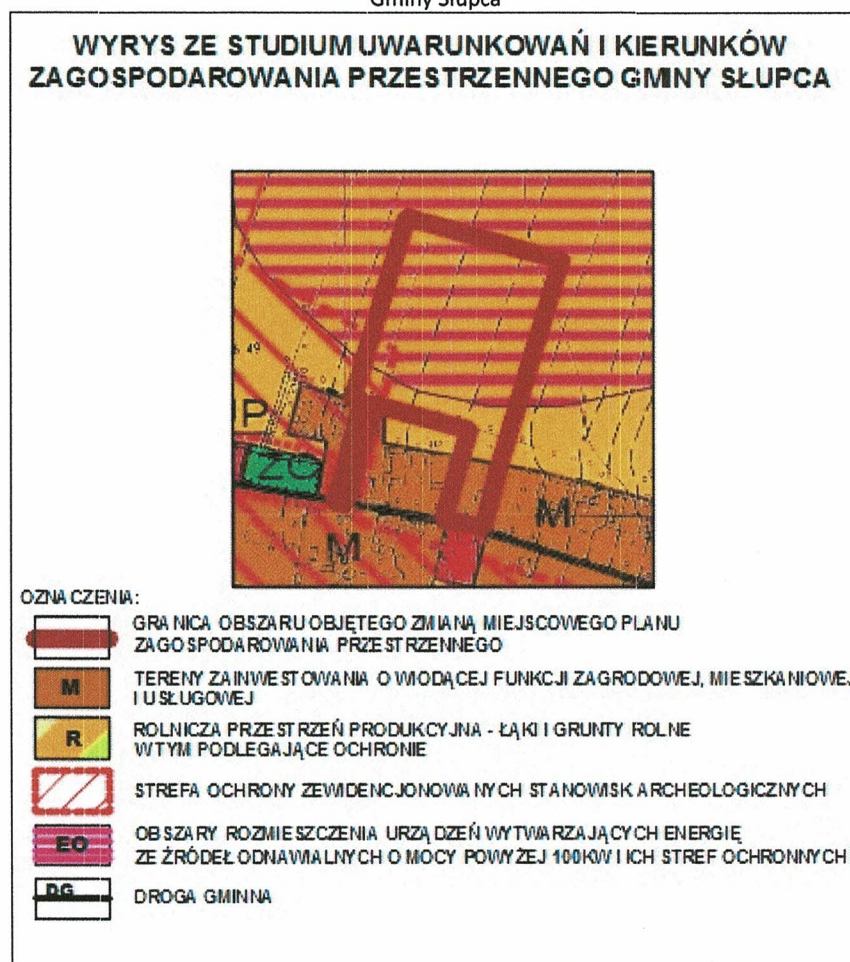 Gminy Słupca
WYRYS ZE STUDIUM UWARUNKOWAŃ I KIERUNKÓW
ZAGOSPODAROWANIA PRZESTRZENNEGO GMINY SŁUPCA
49
P
ZC
M
M
OZNACZENIA:
GRANICA OBSZARU OBJĘTEGO ZMIANĄ MIEJSCOWEGO PLANU
ZAGOSPODAROWANIA PRZESTRZENNEGO
M
TERENY ZAINWESTOWANIA O WIODĄCEJ FUNKCJI ZAGRODOWEJ, MIESZKANIOWEJ
I USŁUGOWEJ
R
ROLNICZA PRZESTRZEŃ PRODUKCYJNA - ŁĄKI I GRUNTY ROLNE
W TYM PODLEGAJĄCE OCHRONIE
STREFA OCHRONY ZEWIDENCJONOWANYCH STANOWISK ARCHEOLOGICZNYCH
EO
OBSZARY ROZMIESZCZENIA URZĄDZEŃ WYTWARZAJĄCYCH ENERGIĘ
ZE ŹRÓDEŁ ODNAWIALNYCH O MOCY POWYŻEJ 100KW I ICH STREF OCHRONNYCH
DG
DROGA GMINNA